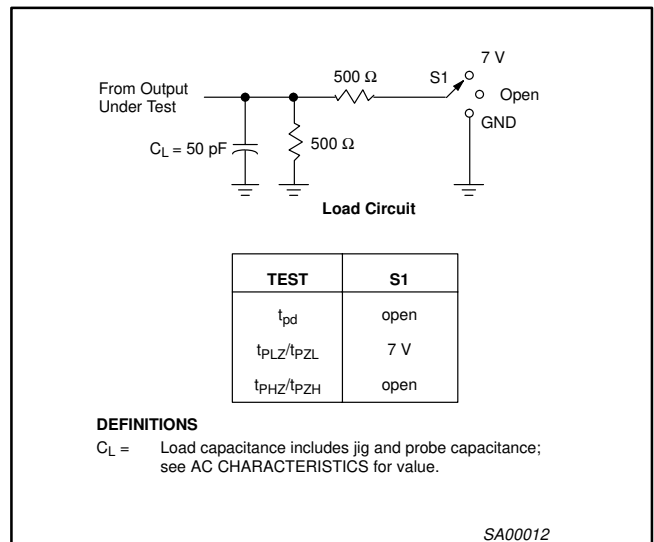 7 V
500 Ω
S1
Open
GND
From Output
Under Test
C_L = 50 pF
500 Ω
Load Circuit
TEST S1
t_pd open
t_PLZ/t_PZL 7 V
t_PHZ/t_PZH open
DEFINITIONS
C_L = Load capacitance includes jig and probe capacitance;
see AC CHARACTERISTICS for value.
SA00012